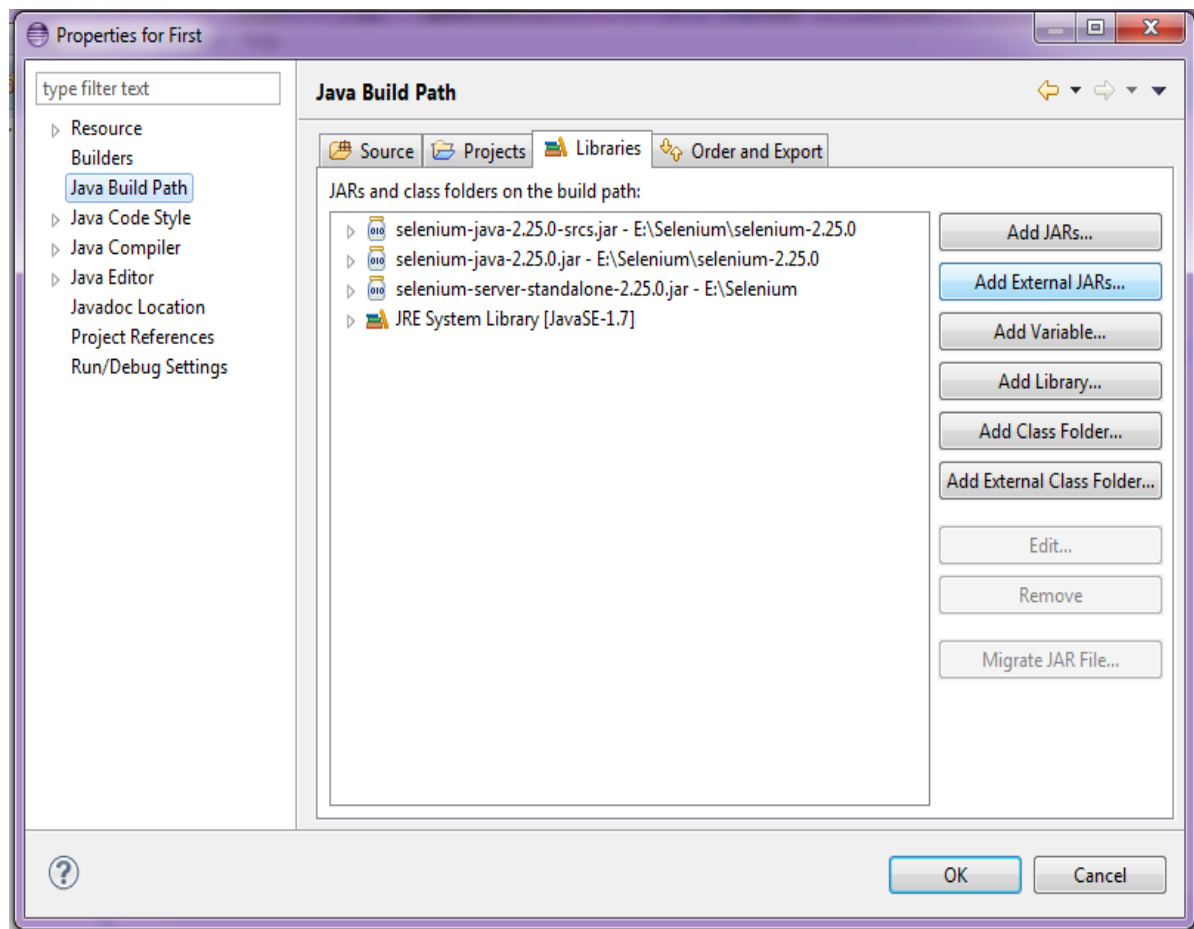 Properties for First
type filter text
Resource
Builders
Java Build Path
Java Code Style
Java Compiler
Java Editor
Javadoc Location
Project References
Run/Debug Settings
Java Build Path
Source
Projects
Libraries
Order and Export
JARs and class folders on the build path:
selenium-java-2.25.0-srcs.jar - E:\Selenium\selenium-2.25.0
selenium-java-2.25.0.jar - E:\Selenium\selenium-2.25.0
selenium-server-standalone-2.25.0.jar - E:\Selenium
JRE System Library [JavaSE-1.7]
Add JARs...
Add External JARs...
Add Variable...
Add Library...
Add Class Folder...
Add External Class Folder...
Edit...
Remove
Migrate JAR File...
OK
Cancel